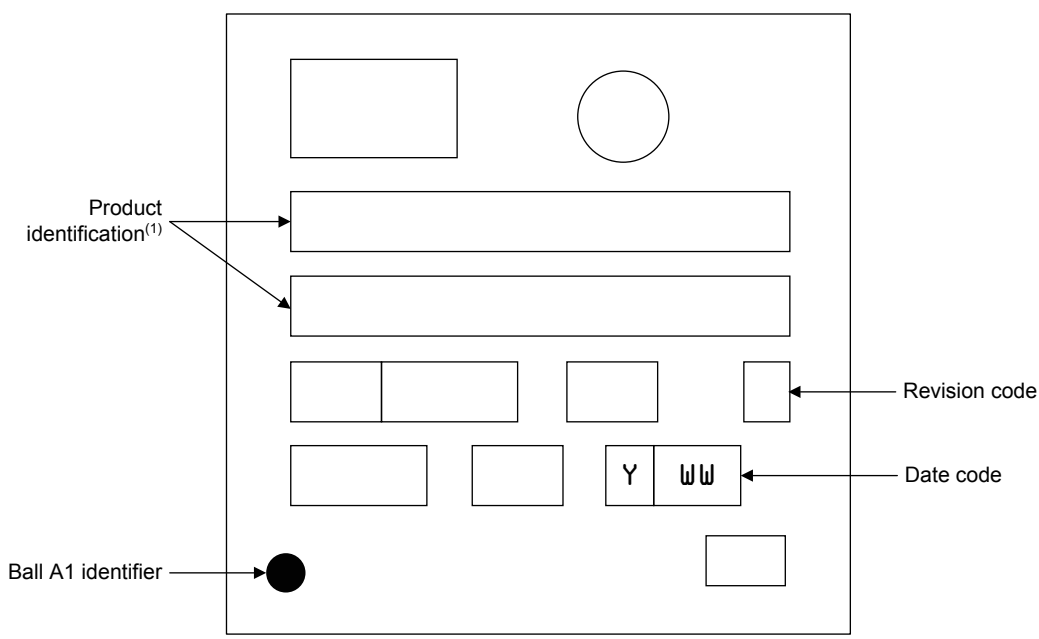 Product
identification(1)
Revision code
Y WW
Date code
Ball A1 identifier